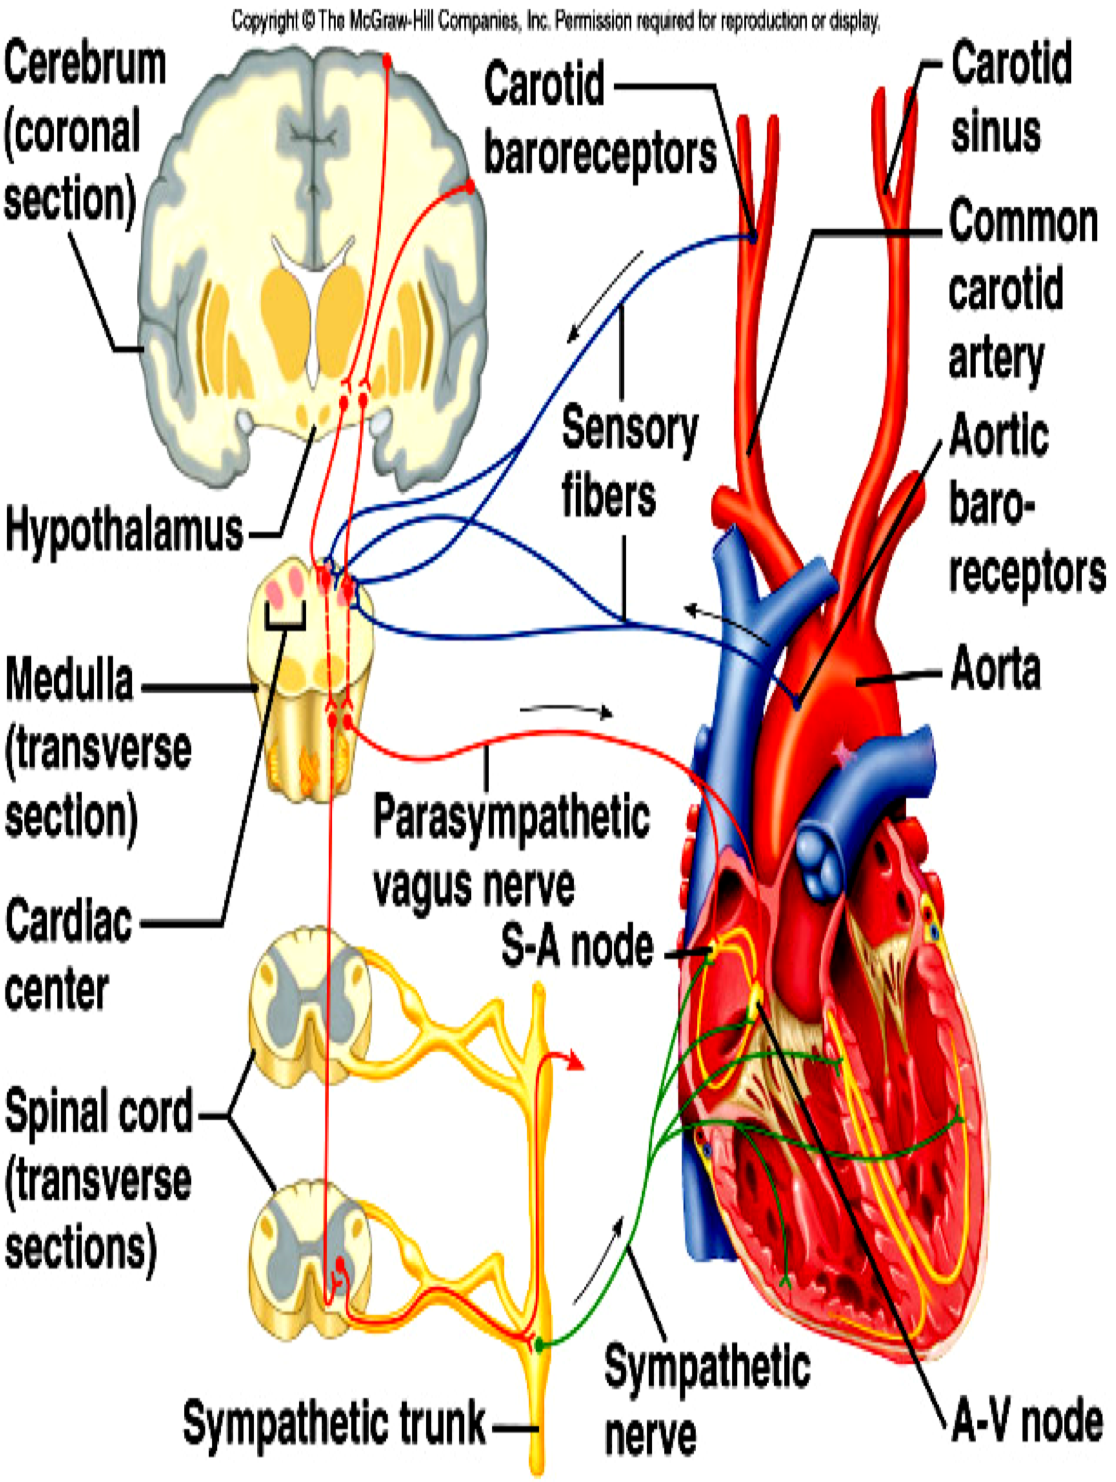 Copyright © The McGraw-Hill Companies, Inc. Permission required for reproduction or display.
Cerebrum
(coronal
section)
Carotid
baroreceptors
Carotid
sinus
Common
carotid
artery
Sensory
fibers
Aortic
baro-
receptors
Hypothalamus
Aorta
Medulla
(transverse
section)
Parasympathetic
vagus nerve
Cardiac
center
S-A node
Spinal cord
(transverse
sections)
Sympathetic
nerve
Sympathetic trunk
A-V node